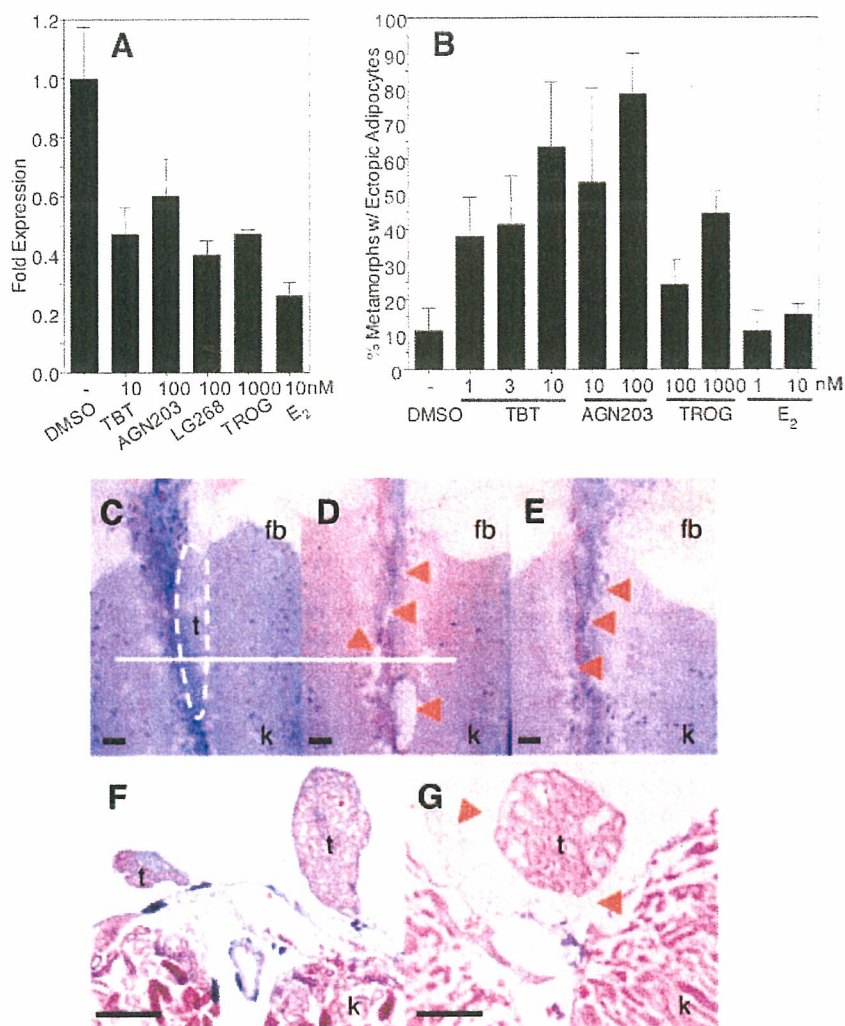 A
Fold Expression
1.2
1.0
0.8
0.6
0.4
0.2
0.0
- 10 100 100 1000 10nM
DMSO TBT AGN203 LG268 TROG E₂
B
% Metamorphs w/ Ectopic Adipocytes
100
90
80
70
60
50
40
30
20
10
0
- 1 3 10 10 100 100 1000 1 10 nM
DMSO TBT AGN203 TROG E₂
C fb t k
D fb k
E fb k
F t t k
G t k